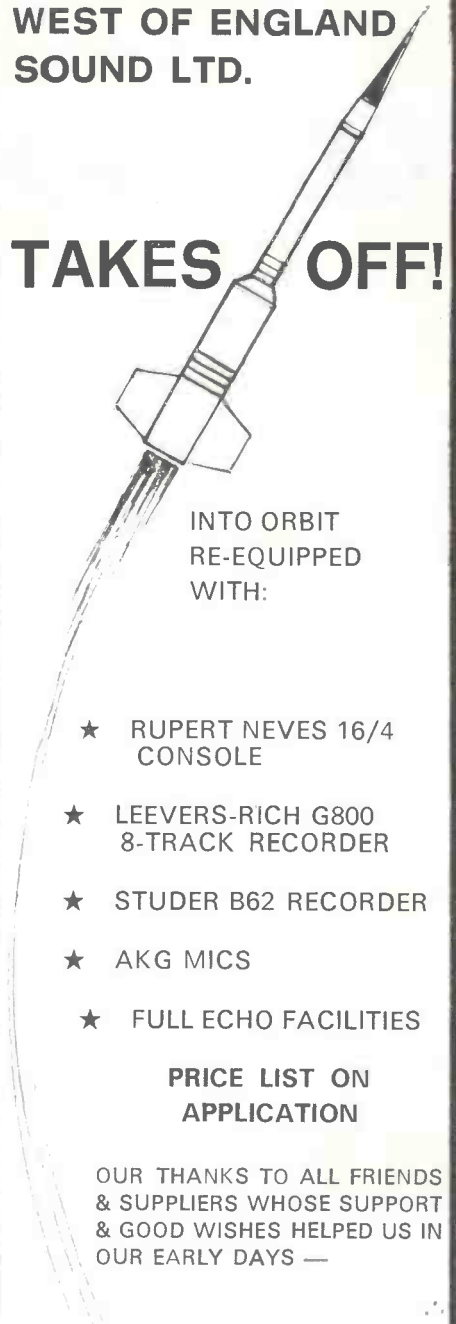 WEST OF ENGLAND
SOUND LTD.
TAKES OFF!
INTO ORBIT
RE-EQUIPPED
WITH:
★ RUPERT NEVES 16/4
CONSOLE
★ LEEVERS-RICH G800
8-TRACK RECORDER
★ STUDER B62 RECORDER
★ AKG MICS
★ FULL ECHO FACILITIES
PRICE LIST ON
APPLICATION
OUR THANKS TO ALL FRIENDS
& SUPPLIERS WHOSE SUPPORT
& GOOD WISHES HELPED US IN
OUR EARLY DAYS —